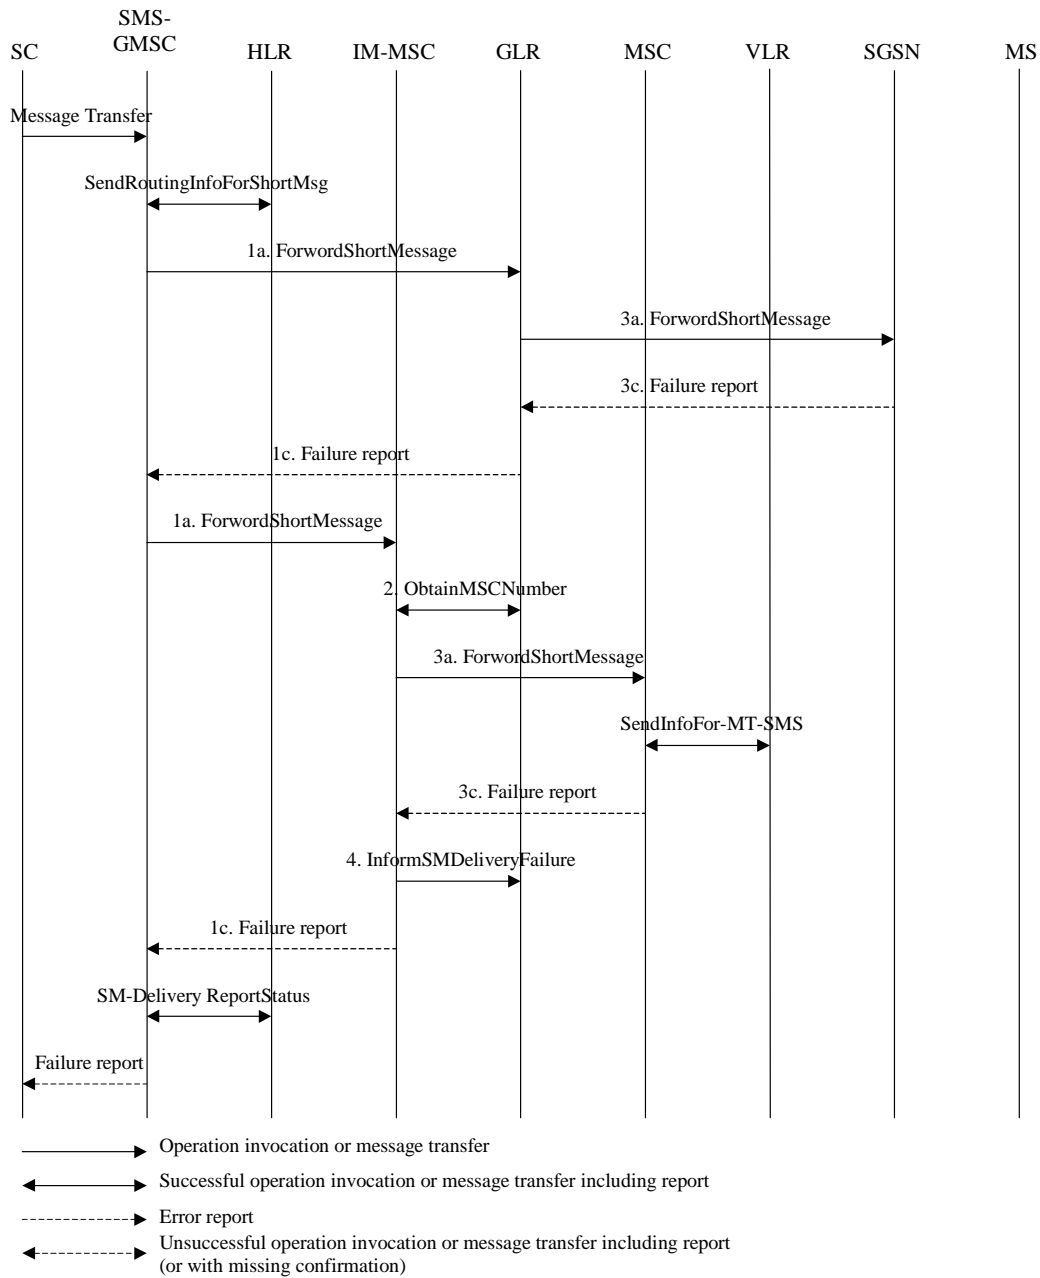 SMS-
GMSC
SC HLR IM-MSC GLR MSC VLR SGSN MS
Message Transfer
SendRoutingInfoForShortMsg
1a. ForwordShortMessage
3a. ForwordShortMessage
3c. Failure report
1c. Failure report
1a. ForwordShortMessage
2. ObtainMSCNumber
3a. ForwordShortMessage
SendInfoFor-MT-SMS
3c. Failure report
4. InformSMDeliveryFailure
1c. Failure report
SM-Delivery ReportStatus
Failure report
Operation invocation or message transfer
Successful operation invocation or message transfer including report
Error report
Unsuccessful operation invocation or message transfer including report
(or with missing confirmation)